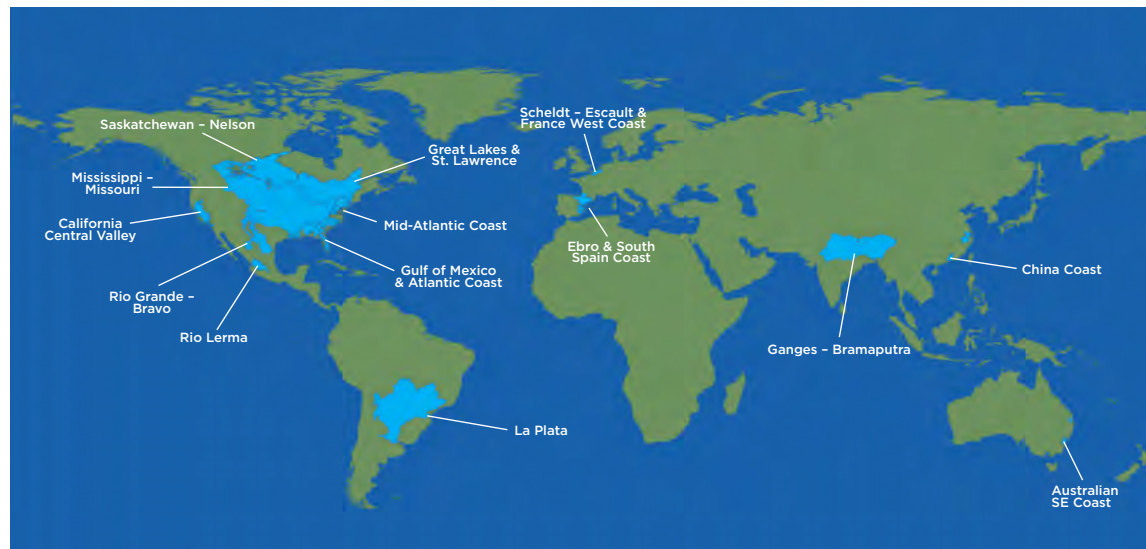 Saskatchewan – Nelson
Mississippi –
Missouri
California
Central Valley
Rio Grande –
Bravo
Rio Lerma
Great Lakes &
St. Lawrence
Mid-Atlantic Coast
Gulf of Mexico
& Atlantic Coast
La Plata
Scheldt – Escault &
France West Coast
Ebro & South
Spain Coast
Ganges – Bramaputra
China Coast
Australian
SE Coast